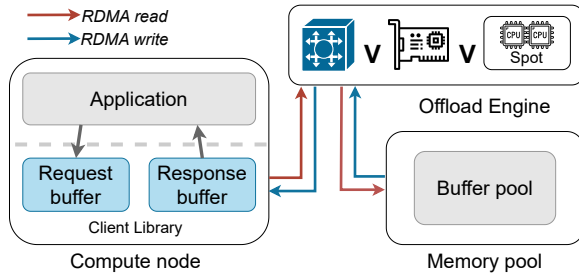 RDMA read
RDMA write
V
V
CPU
CPU
Spot
Offload Engine
Application
Request
buffer
Response
buffer
Client Library
Compute node
Buffer pool
Memory pool